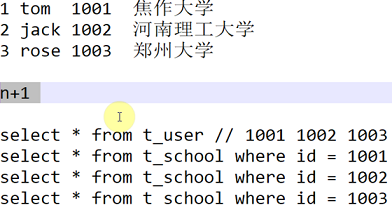 1 tom 1001 焦作大学
2 jack 1002 河南理工大学
3 rose 1003 郑州大学
n+1
select * from t_user // 1001 1002 1003
select * from t_school where id = 1001
select * from t_school where id = 1002
select * from t_school where id = 1003